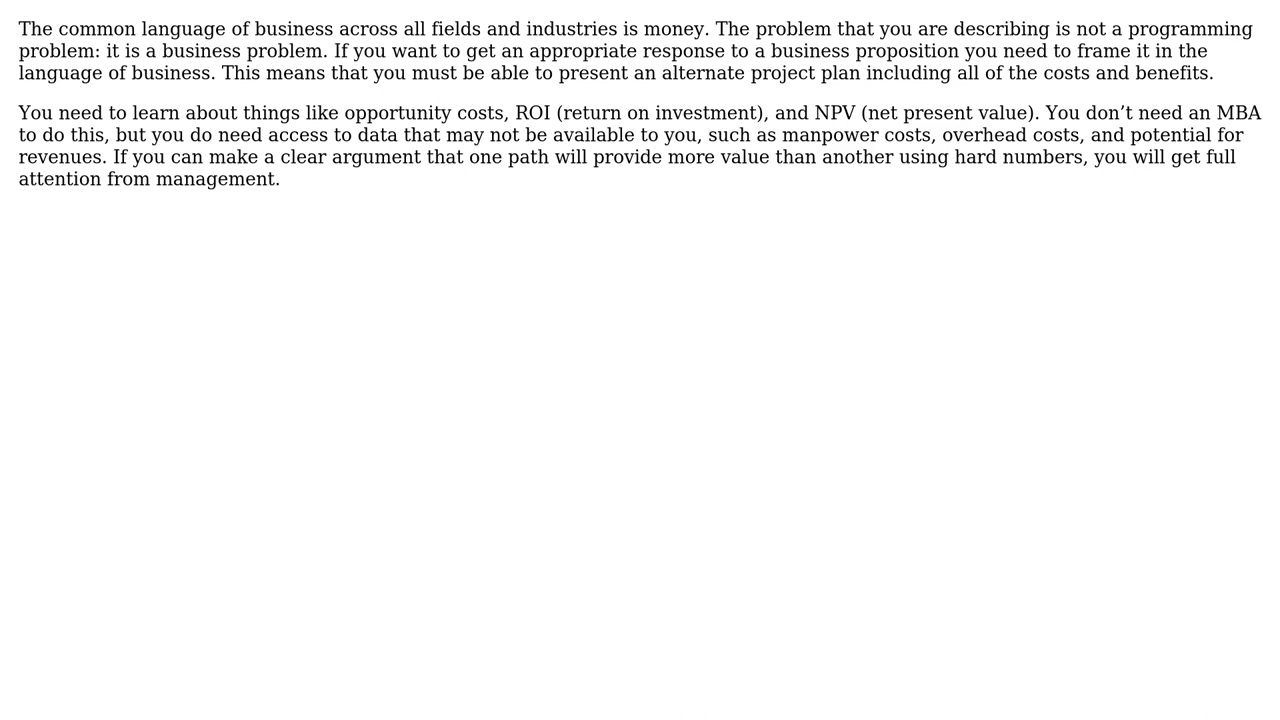 The common language of business across all fields and industries is money. The problem that you are describing is not a programming
problem: it is a business problem. If you want to get an appropriate response to a business proposition you need to frame it in the
language of business. This means that you must be able to present an alternate project plan including all of the costs and benefits.
You need to learn about things like opportunity costs, ROI (return on investment), and NPV (net present value). You don’t need an MBA
to do this, but you do need access to data that may not be available to you, such as manpower costs, overhead costs, and potential for
revenues. If you can make a clear argument that one path will provide more value than another using hard numbers, you will get full
attention from management.